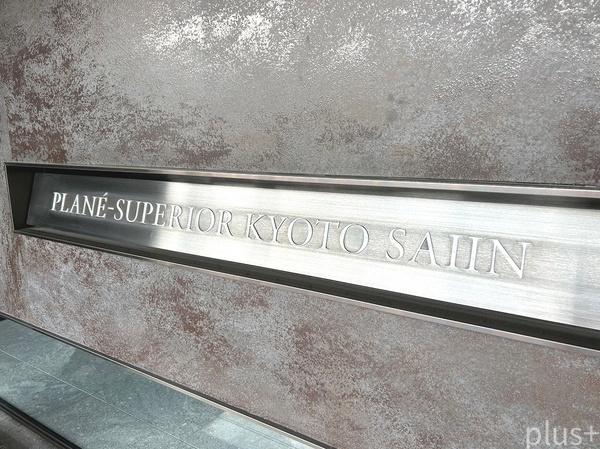 PLANÉ-SUPERIOR KYOTO SAIIN
plus+